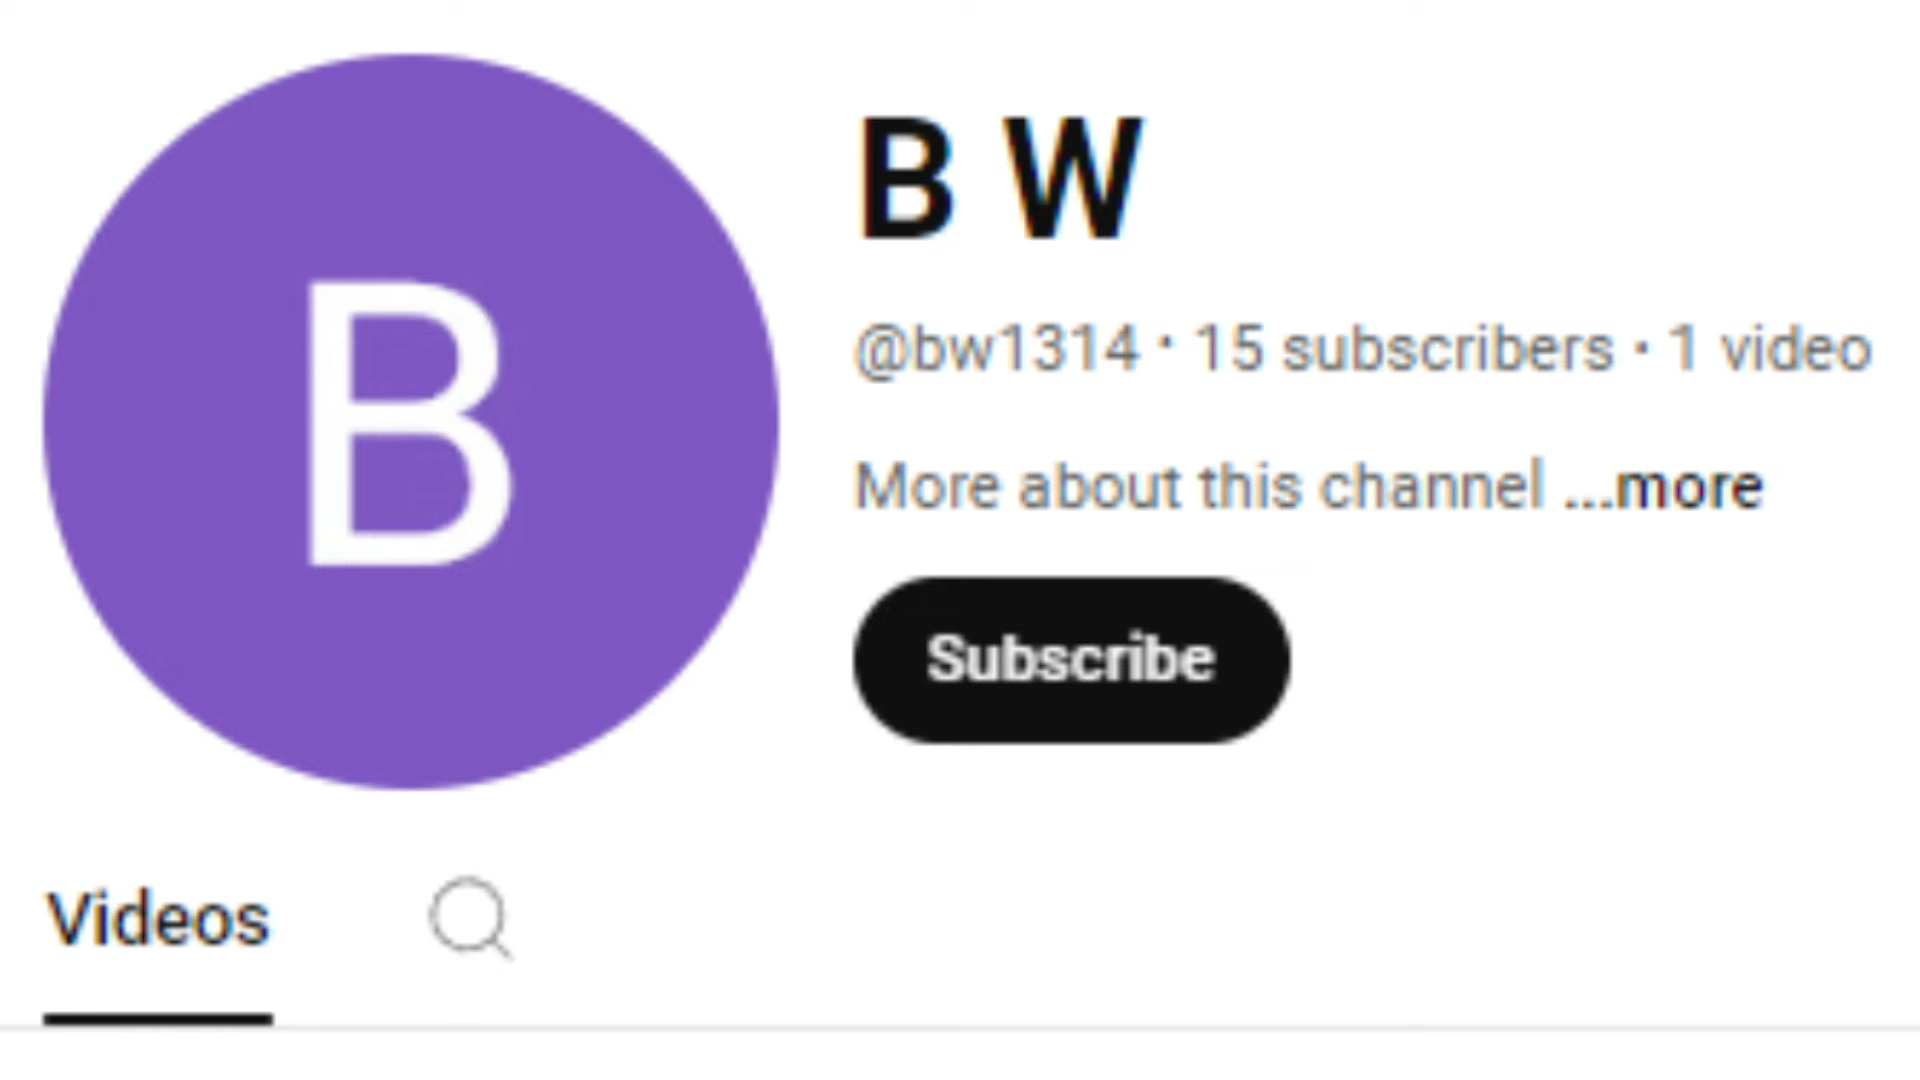 B
B W
@bw1314 • 15 subscribers • 1 video
More about this channel ...more
Subscribe
Videos